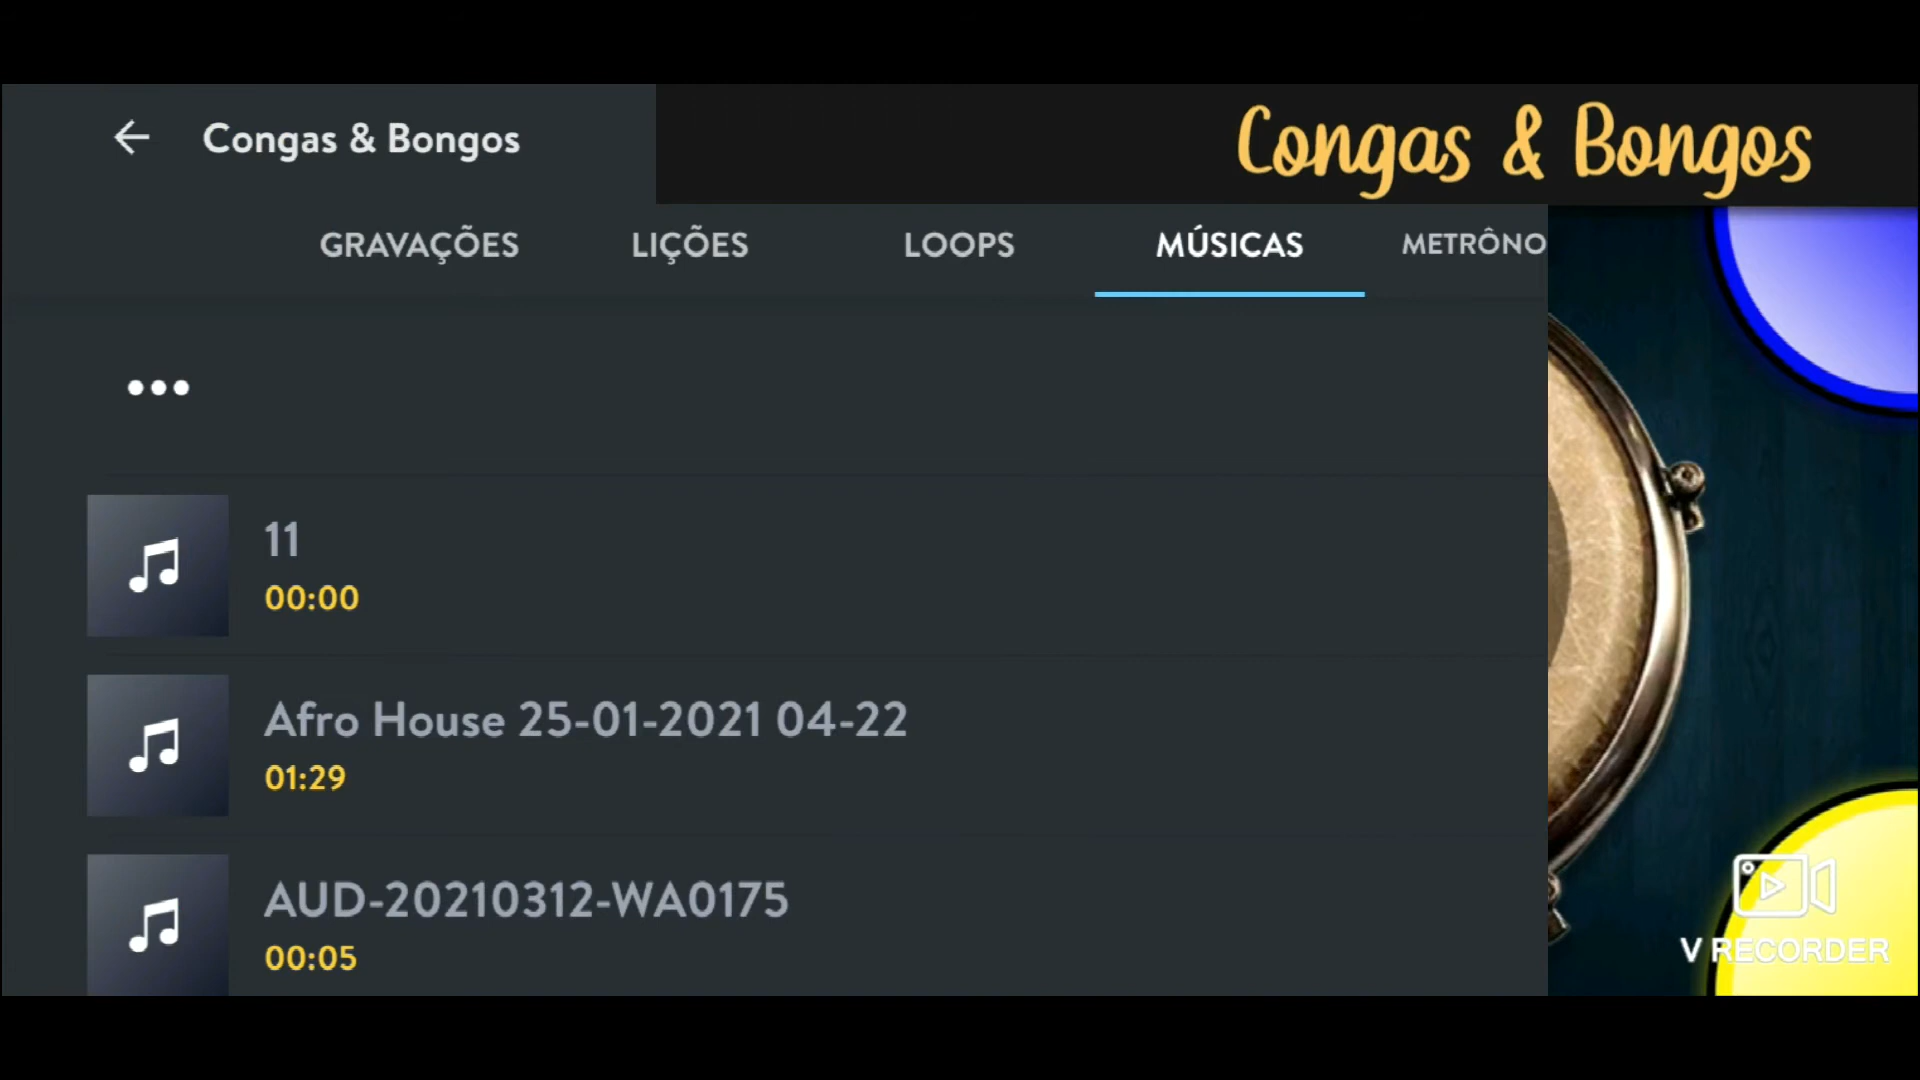 Congas & Bongos
Congas & Bongos
GRAVAÇÕES LIÇÕES LOOPS MÚSICAS METRÔNO
11
00:00
Afro House 25-01-2021 04-22
01:29
AUD-20210312-WA0175
00:05
V RECORDER